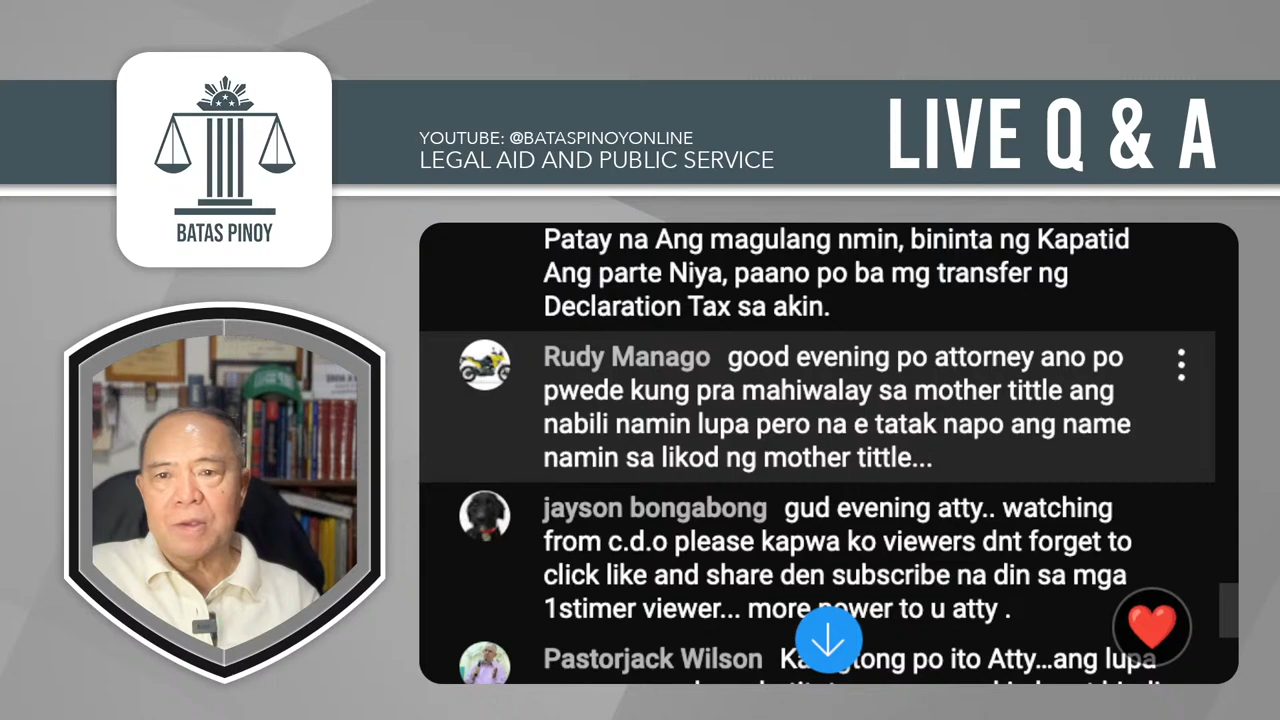 BATAS PINOY
YOUTUBE: @BATASPINOYONLINE
LEGAL AID AND PUBLIC SERVICE
LIVE Q & A
Patay na Ang magulang nmin, bininta ng Kapatid
Ang parte Niya, paano po ba mg transfer ng
Declaration Tax sa akin.
Rudy Manago good evening po attorney ano po
pwede kung pra mahiwalay sa mother tittle ang
nabili namin lupa pero na e tatak napo ang name
namin sa likod ng mother tittle...
jayson bongabong gud evening atty.. watching
from c.d.o please kapwa ko viewers dnt forget to
click like and share den subscribe na din sa mga
1stimer viewer... more power to u atty .
Pastorjack Wilson po ito Atty...ang lupa